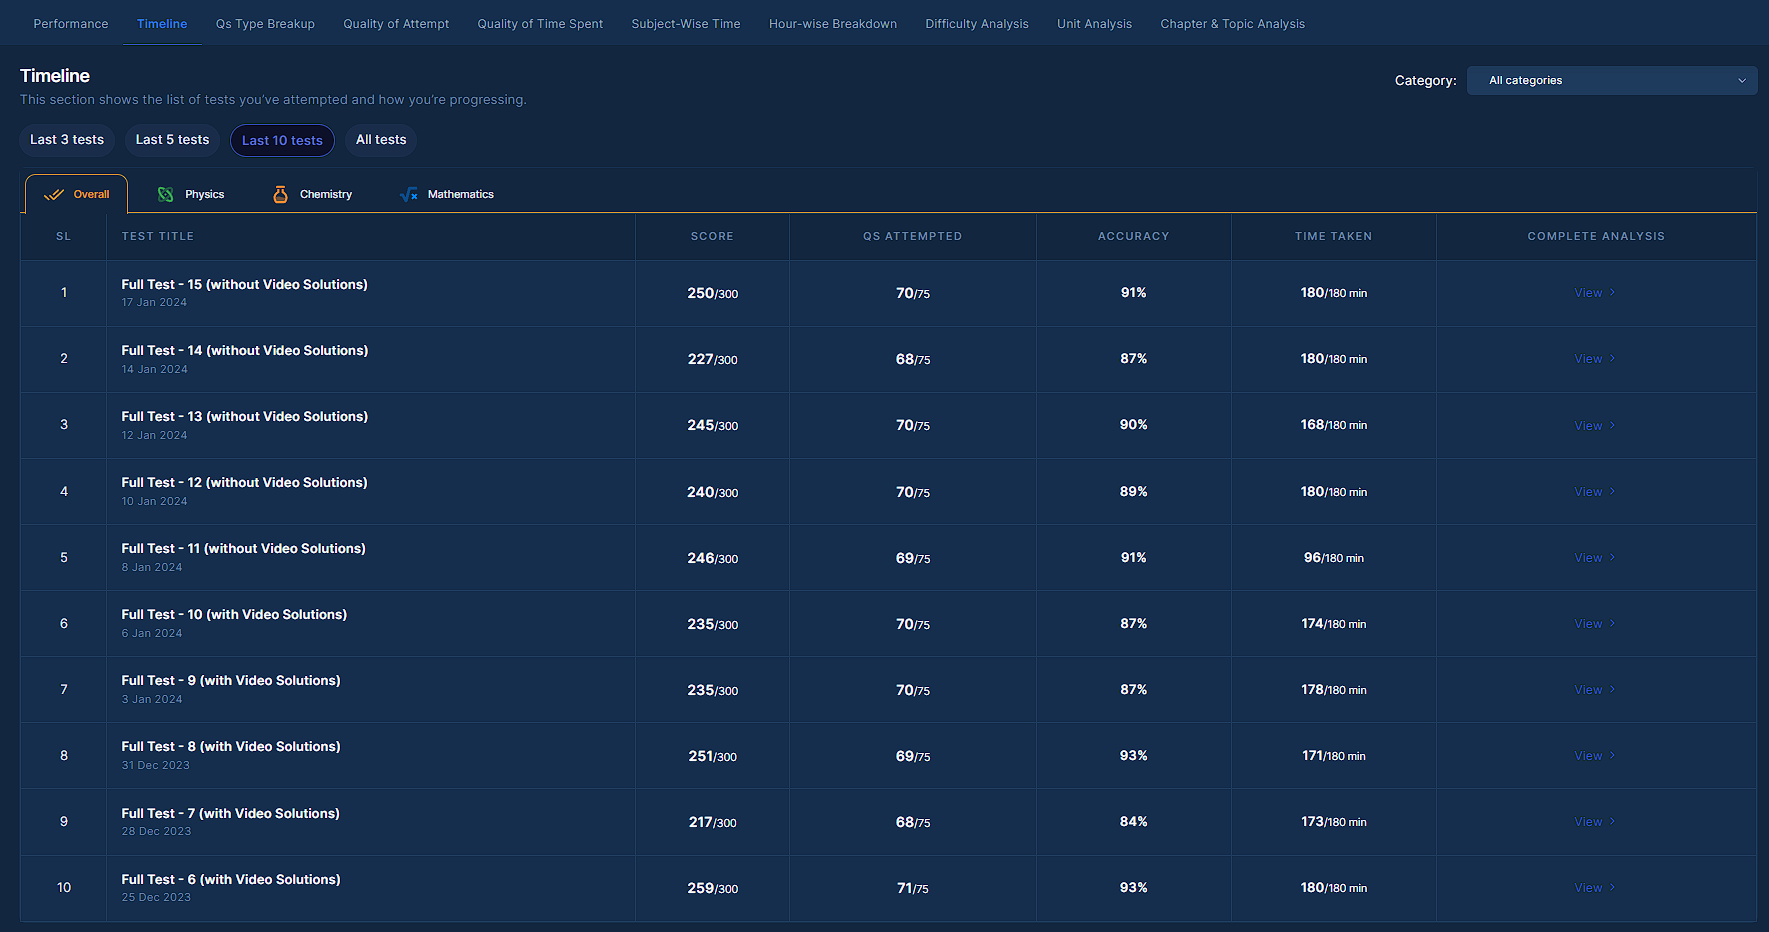 Performance Timeline Qs Type Breakup Quality of Attempt Quality of Time Spent Subject-Wise Time Hour-wise Breakdown Difficulty Analysis Unit Analysis Chapter & Topic Analysis
Timeline
This section shows the list of tests you've attempted and how you're progressing.
Category: All categories
Last 3 tests Last 5 tests Last 10 tests All tests
Overall Physics Chemistry Mathematics
SL TEST TITLE SCORE QS ATTEMPTED ACCURACY TIME TAKEN COMPLETE ANALYSIS
1 Full Test - 15 (without Video Solutions) 250/300 70/75 91% 180/180 min View
17 Jan 2024
2 Full Test - 14 (without Video Solutions) 227/300 68/75 87% 180/180 min View
14 Jan 2024
3 Full Test - 13 (without Video Solutions) 245/300 70/75 90% 168/180 min View
12 Jan 2024
4 Full Test - 12 (without Video Solutions) 240/300 70/75 89% 180/180 min View
10 Jan 2024
5 Full Test - 11 (without Video Solutions) 246/300 69/75 91% 96/180 min View
8 Jan 2024
6 Full Test - 10 (with Video Solutions) 235/300 70/75 87% 174/180 min View
6 Jan 2024
7 Full Test - 9 (with Video Solutions) 235/300 70/75 87% 178/180 min View
3 Jan 2024
8 Full Test - 8 (with Video Solutions) 251/300 69/75 93% 171/180 min View
31 Dec 2023
9 Full Test - 7 (with Video Solutions) 217/300 68/75 84% 173/180 min View
28 Dec 2023
10 Full Test - 6 (with Video Solutions) 259/300 71/75 93% 180/180 min View
25 Dec 2023